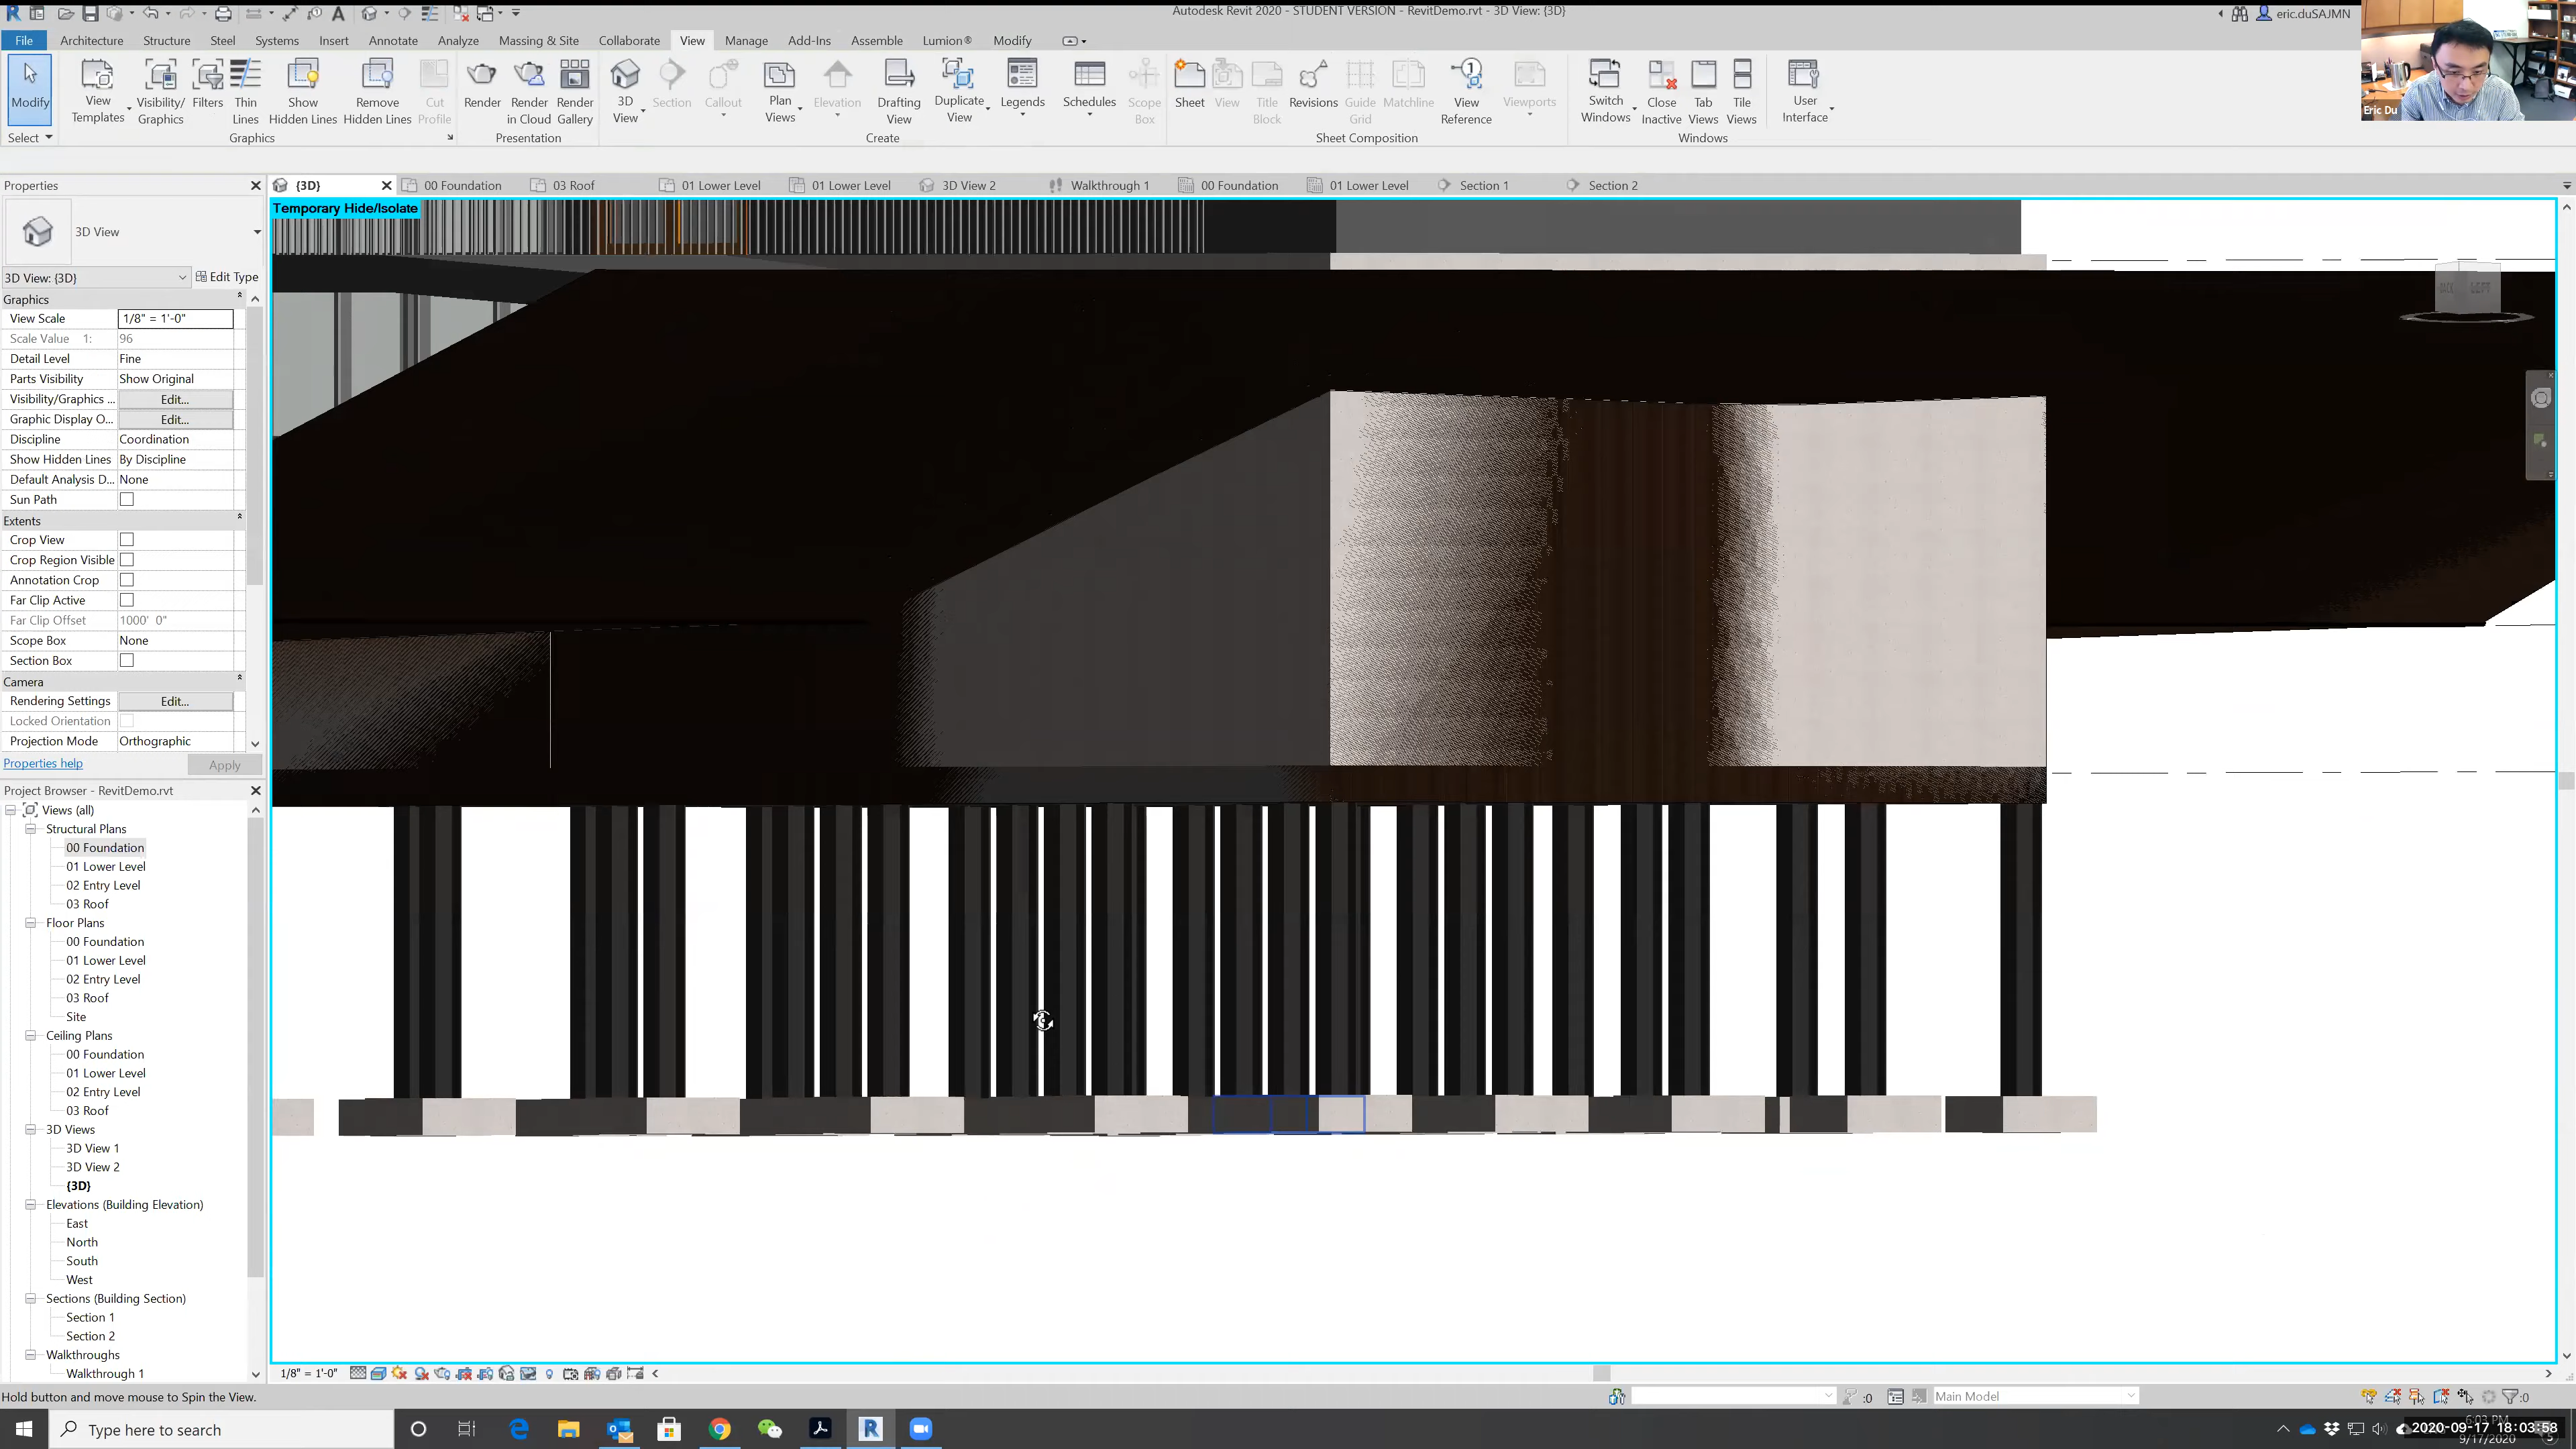 Autodesk Revit 2020 - STUDENT VERSION - RevitDemo.rvt - 3D View: {3D}
eric.duSAJMN
File Architecture Structure Steel Systems Insert Annotate Analyze Massing & Site Collaborate View Manage Add-Ins Assemble Lumion® Modify
Modify
View Templates
Visibility/ Graphics
Filters
Thin Lines
Show Hidden Lines
Remove Hidden Lines
Cut Profile
Render
Render in Cloud
Render Gallery
3D View
Section
Callout
Plan Views
Elevation
Drafting View
Duplicate View
Legends
Schedules
Scope Box
Sheet
View
Title Block
Revisions
Guide Grid
Matchline
View Reference
Viewports
Switch Windows
Close Inactive
Tab Views
Tile Views
User Interface
Eric Du
Select Graphics Presentation Create Sheet Composition Windows
Properties
{3D} 00 Foundation 03 Roof 01 Lower Level 01 Lower Level 3D View 2 Walkthrough 1 00 Foundation 01 Lower Level Section 1 Section 2
Temporary Hide/Isolate
3D View
3D View: {3D} Edit Type
Graphics
View Scale 1/8" = 1'-0"
Scale Value 1: 96
Detail Level Fine
Parts Visibility Show Original
Visibility/Graphics ... Edit...
Graphic Display O... Edit...
Discipline Coordination
Show Hidden Lines By Discipline
Default Analysis D... None
Sun Path
Extents
Crop View
Crop Region Visible
Annotation Crop
Far Clip Active
Far Clip Offset 1000' 0"
Scope Box None
Section Box
Camera
Rendering Settings Edit...
Locked Orientation
Projection Mode Orthographic
Properties help Apply
LEFT
Project Browser - RevitDemo.rvt
Views (all)
Structural Plans
00 Foundation
01 Lower Level
02 Entry Level
03 Roof
Floor Plans
00 Foundation
01 Lower Level
02 Entry Level
03 Roof
Site
Ceiling Plans
00 Foundation
01 Lower Level
02 Entry Level
03 Roof
3D Views
3D View 1
3D View 2
{3D}
Elevations (Building Elevation)
East
North
South
West
Sections (Building Section)
Section 1
Section 2
Walkthroughs
Walkthrough 1
1/8" = 1'-0"
Hold button and move mouse to Spin the View.
:0
Main Model
:0
Type here to search
6:03 PM
2020-09-17 18:03:58
9/17/2020